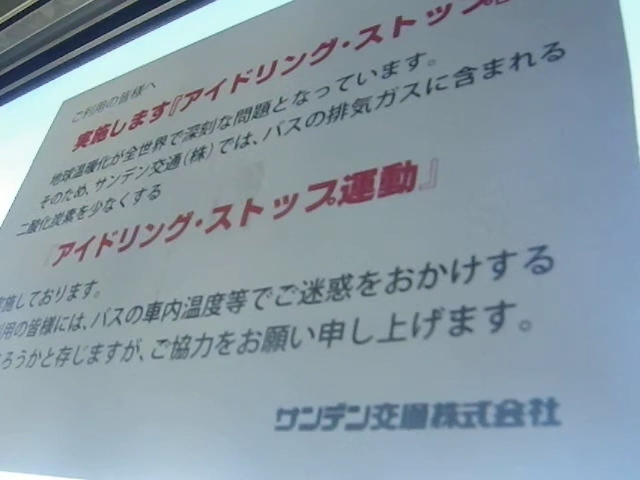 ご利用の皆様へ
実施します『アイドリング・ストップ』
地球温暖化が全世界で深刻な問題となっています。
そのため、サンデン交通(株)では、バスの排気ガスに含まれる
二酸化炭素を少なくする
『アイドリング・ストップ運動』
実施しております。
用の皆様には、バスの車内温度等でご迷惑をおかけする
ろうかと存じますが、ご協力をお願い申し上げます。
サンデン交通株式会社